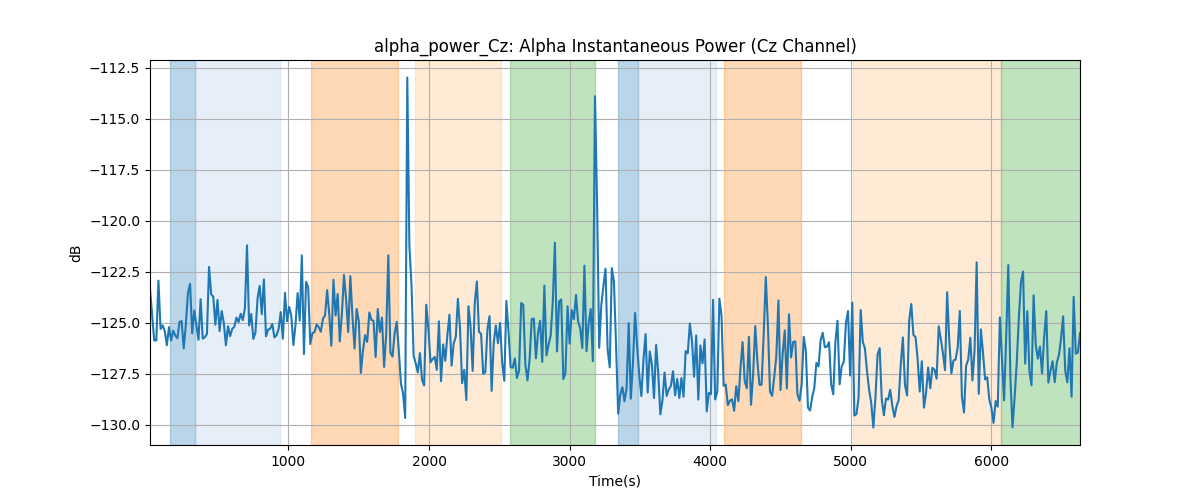 alpha_power_Cz: Alpha Instantaneous Power (Cz Channel)
−112.5
−115.0
−117.5
−120.0
−122.5
−125.0
−127.5
−130.0
dB
1000 2000 3000 4000 5000 6000
Time(s)